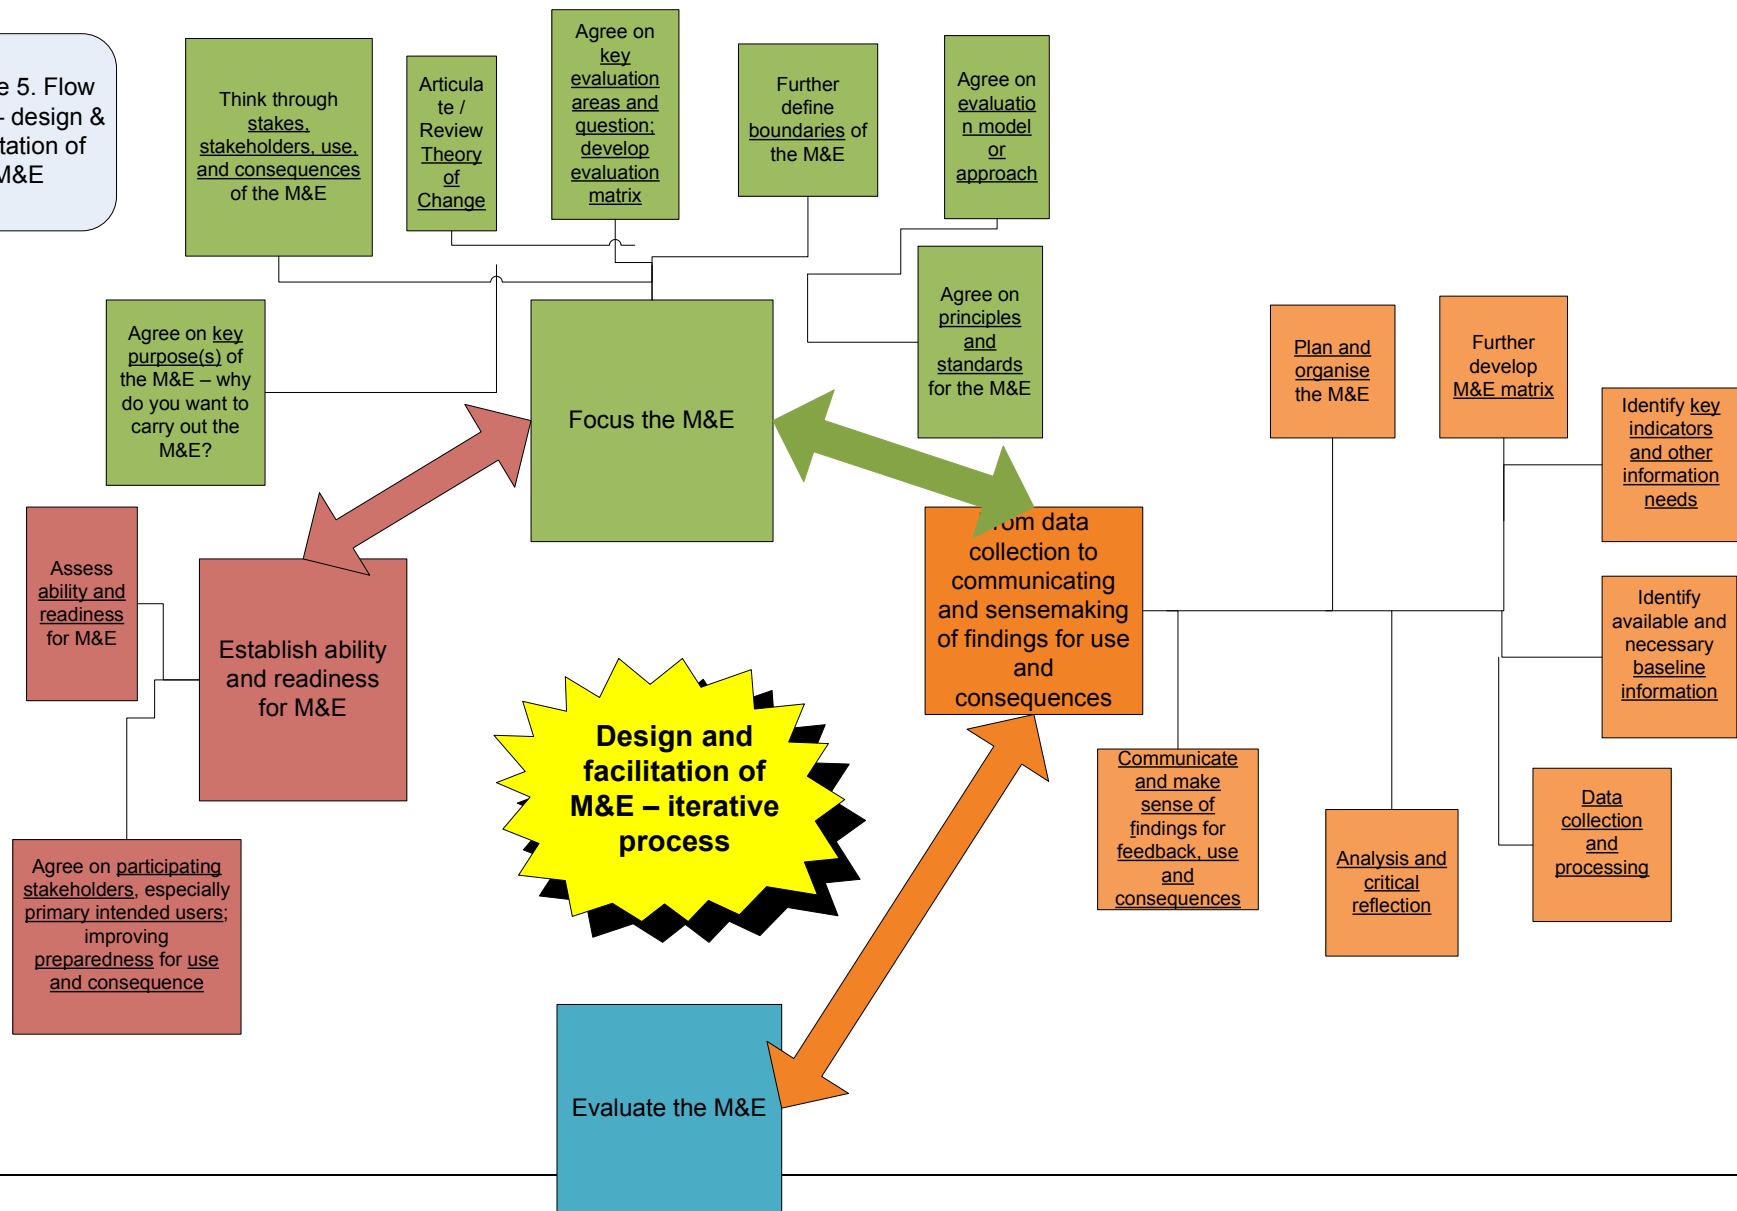 e 5. Flow
– design &
tation of
M&E
Think through
stakes,
stakeholders, use,
and consequences
of the M&E
Articula
te /
Review
Theory
of
Change
Agree on
key
evaluation
areas and
question;
develop
evaluation
matrix
Further
define
boundaries of
the M&E
Agree on
evaluatio
n model
or
approach
Agree on key
purpose(s) of
the M&E – why
do you want to
carry out the
M&E?
Focus the M&E
Agree on
principles
and
standards
for the M&E
Plan and
organise
the M&E
Further
develop
M&E matrix
Identify key
indicators
and other
information
needs
Assess
ability and
readiness
for M&E
Establish ability
and readiness
for M&E
rom data
collection to
communicating
and sensemaking
of findings for use
and
consequences
Identify
available and
necessary
baseline
information
Design and
facilitation of
M&E – iterative
process
Communicate
and make
sense of
findings for
feedback, use
and
consequences
Analysis and
critical
reflection
Data
collection
and
processing
Agree on participating
stakeholders, especially
primary intended users;
improving
preparedness for use
and consequence
Evaluate the M&E